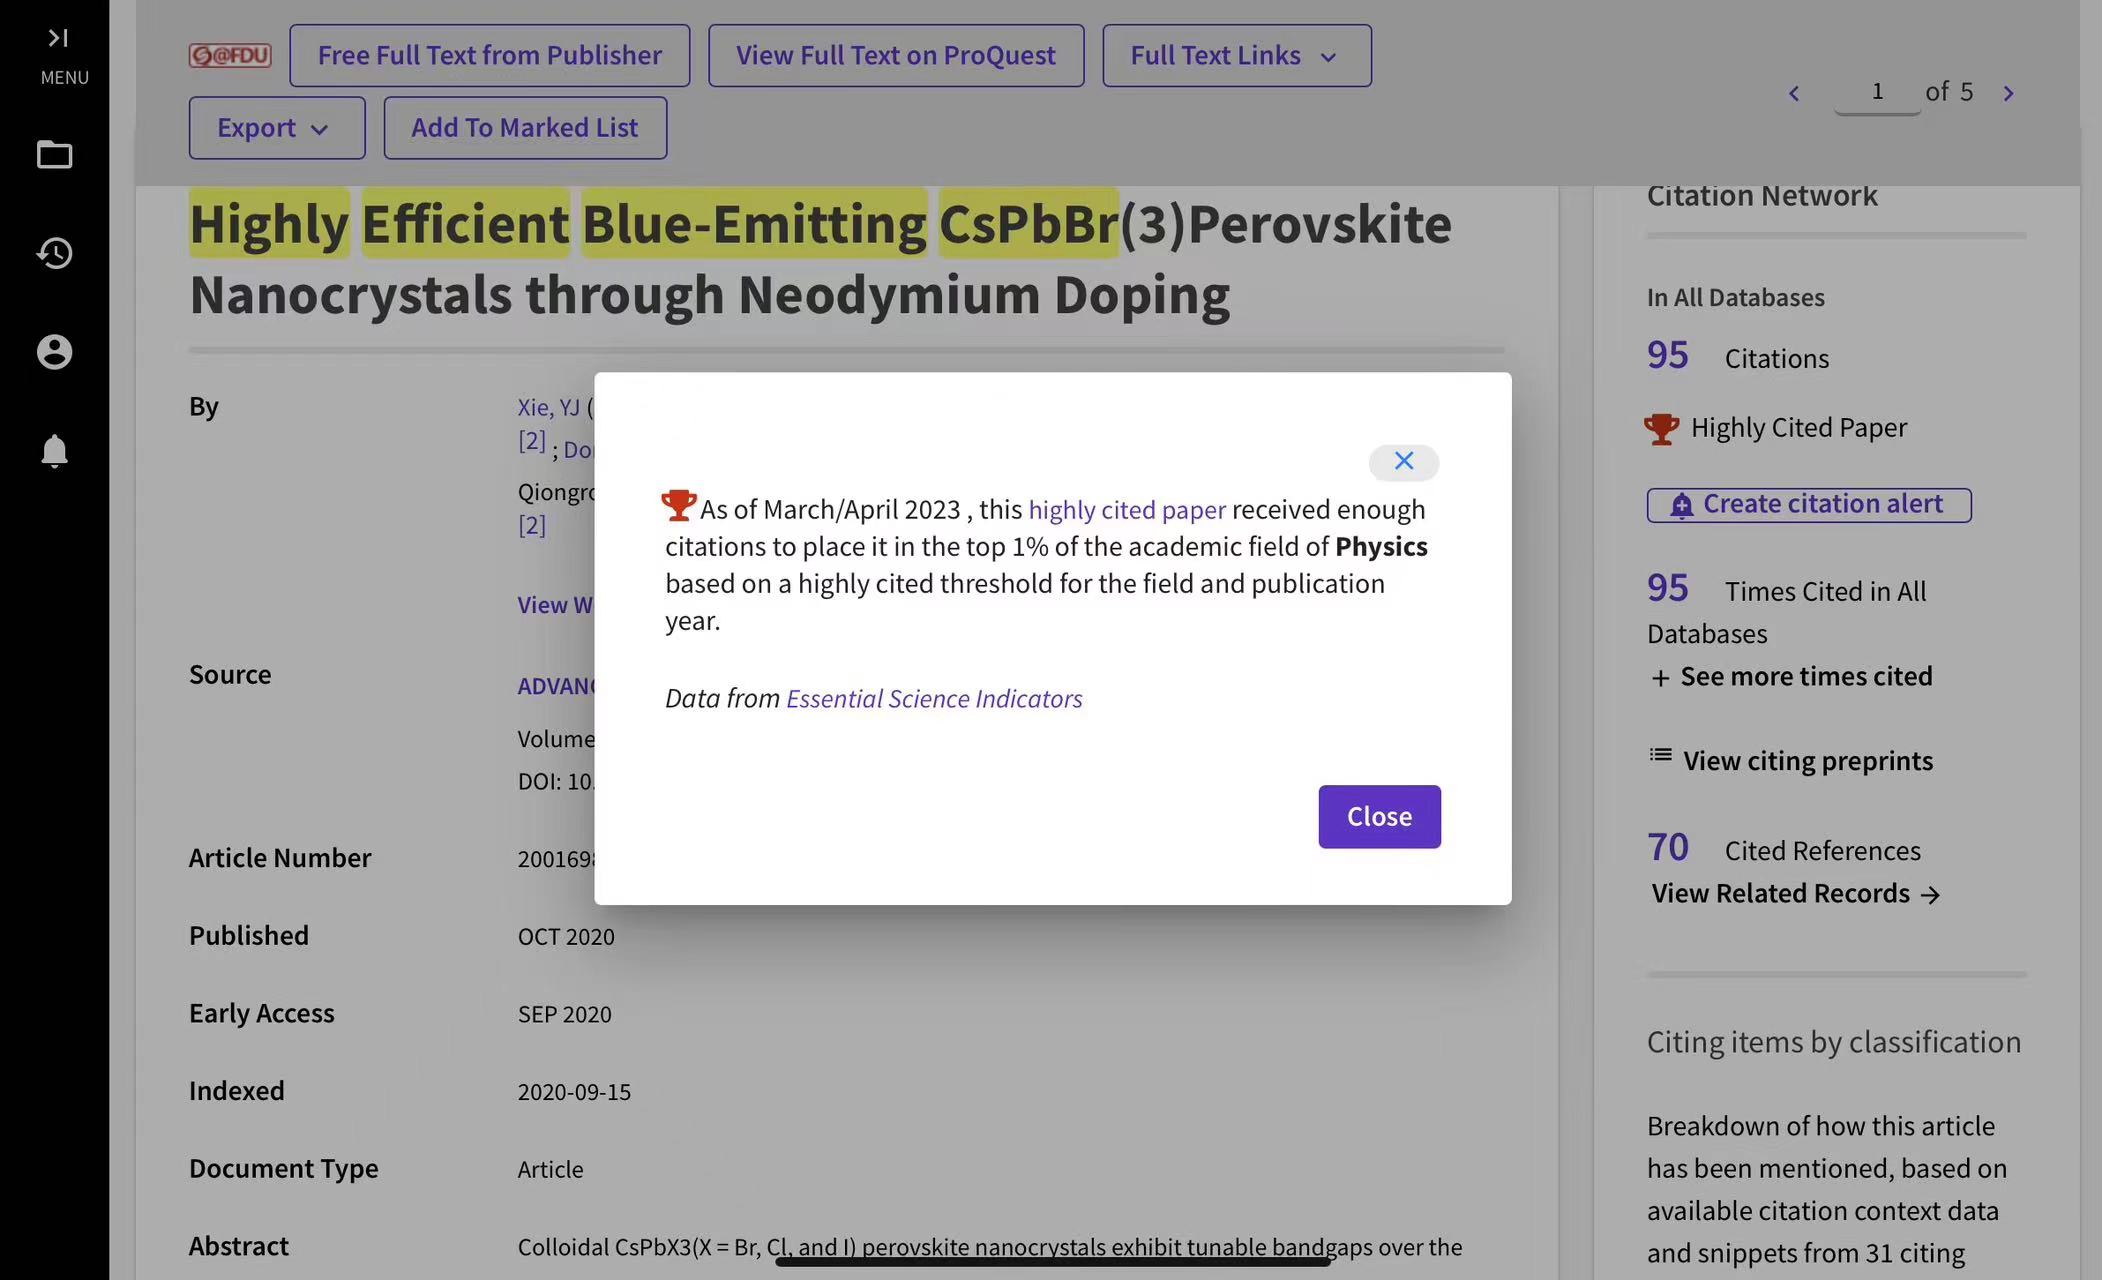 MENU
@FDU
Free Full Text from Publisher
View Full Text on ProQuest
Full Text Links
Export
Add To Marked List
1 of 5
Highly Efficient Blue-Emitting CsPbBr(3)Perovskite
Nanocrystals through Neodymium Doping
By
Xie, YJ (
[2] ;
Qiongro
[2]
View
Source
Volume
DOI: 10.
Article Number
200169
Published
OCT 2020
Early Access
SEP 2020
Indexed
2020-09-15
Document Type
Article
Abstract
Colloidal CsPbX3(X = Br, Cl, and I) perovskite nanocrystals exhibit tunable bandgaps over the
As of March/April 2023 , this highly cited paper received enough
citations to place it in the top 1% of the academic field of Physics
based on a highly cited threshold for the field and publication
year.
Data from Essential Science Indicators
Close
Citation Network
In All Databases
95 Citations
Highly Cited Paper
Create citation alert
95 Times Cited in All
Databases
+ See more times cited
View citing preprints
70 Cited References
View Related Records →
Citing items by classification
Breakdown of how this article
has been mentioned, based on
available citation context data
and snippets from 31 citing